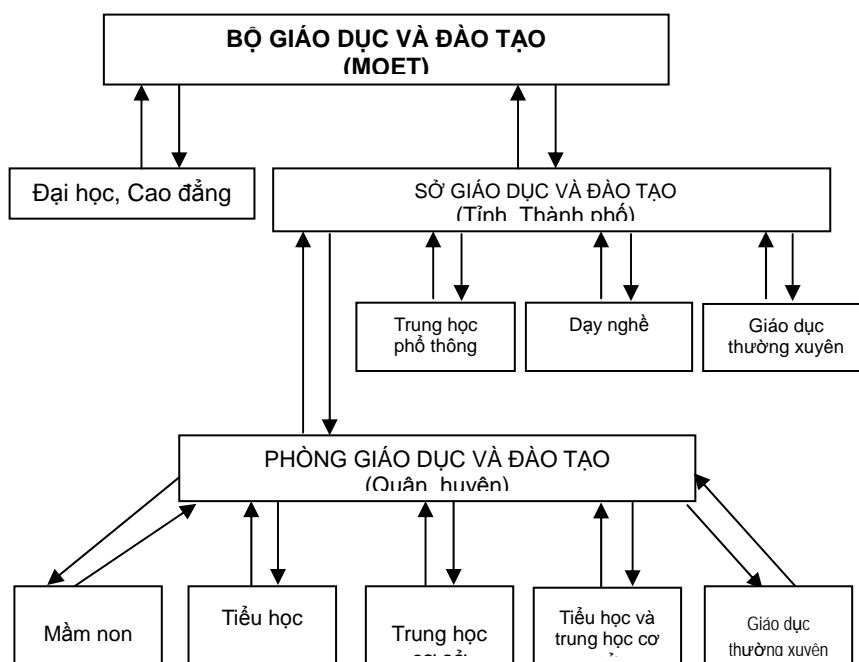 BỘ GIÁO DỤC VÀ ĐÀO TẠO
(MOET)
Đại học, Cao đẳng
SỞ GIÁO DỤC VÀ ĐÀO TẠO
(Tỉnh, Thành phố)
Trung học
phổ thông
Dạy nghề
Giáo dục
thường xuyên
PHÒNG GIÁO DỤC VÀ ĐÀO TẠO
(Quận, huyện)
Mầm non
Tiểu học
Trung học
cơ sở
Tiểu học và
trung học cơ
Giáo dục
thường xuyên